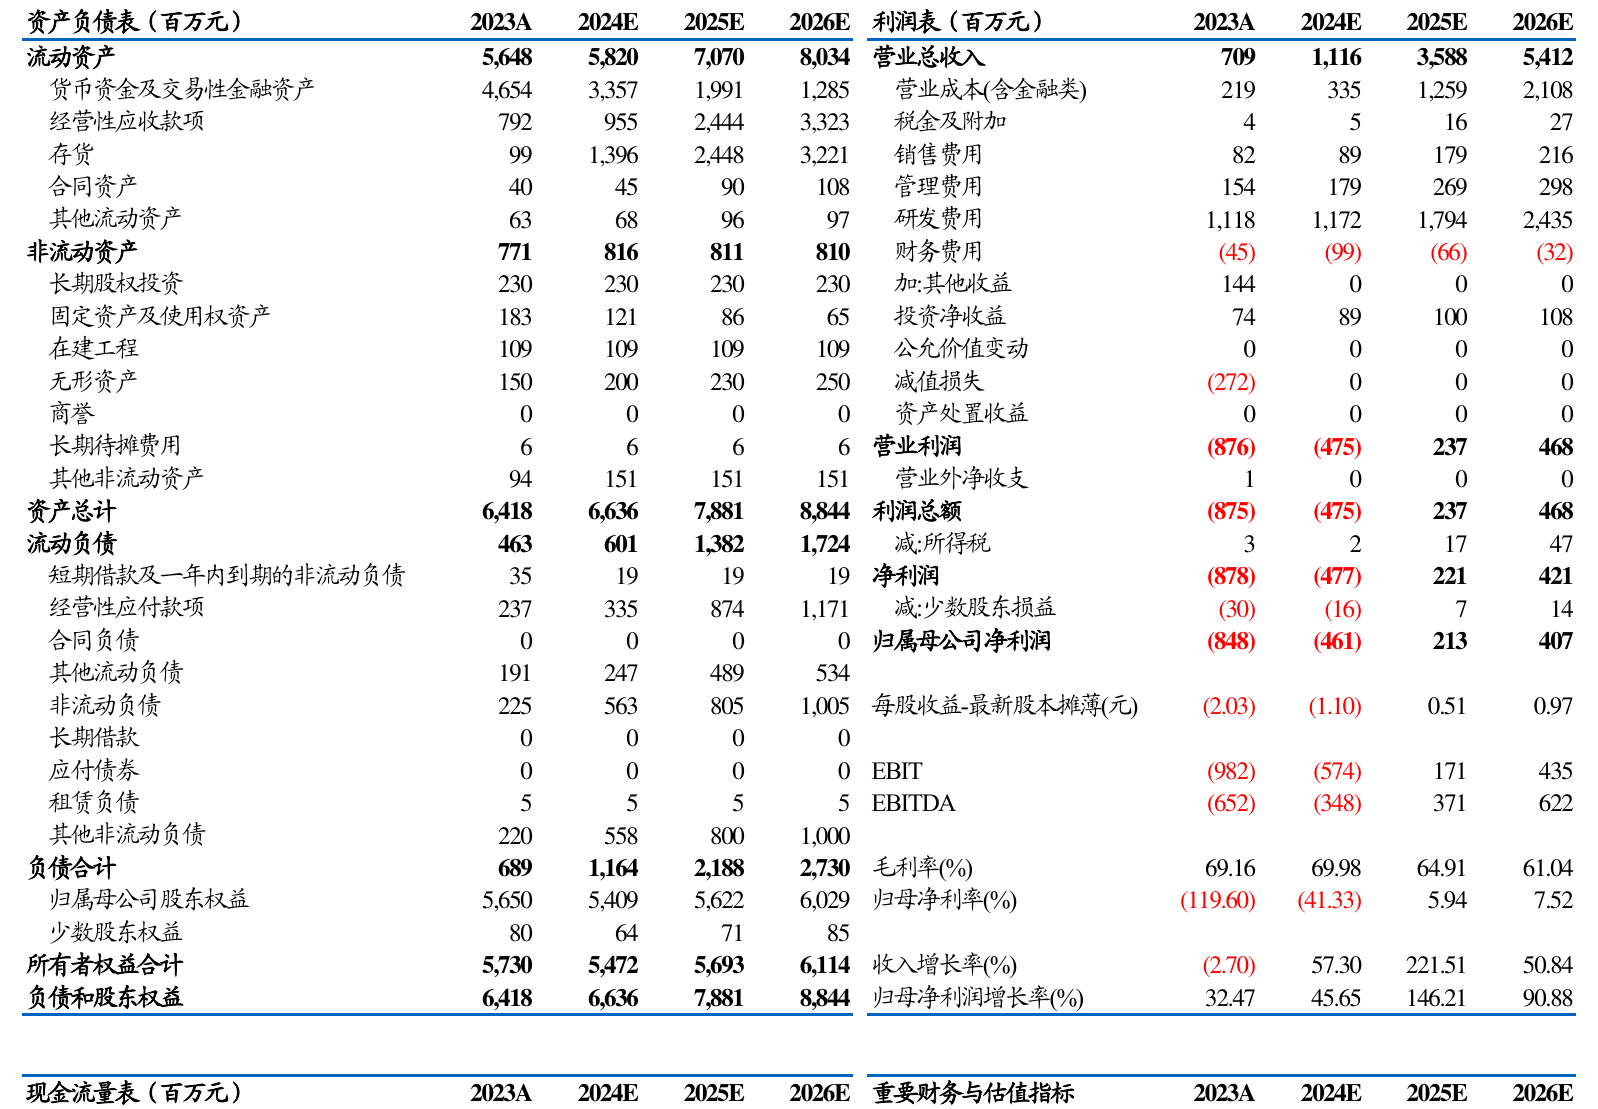 资产负债表（百万元） 2023A 2024E 2025E 2026E 利润表（百万元） 2023A 2024E 2025E 2026E
流动资产 5,648 5,820 7,070 8,034 营业总收入 709 1,116 3,588 5,412
货币资金及交易性金融资产 4,654 3,357 1,991 1,285 营业成本(含金融类) 219 335 1,259 2,108
经营性应收款项 792 955 2,444 3,323 税金及附加 4 5 16 27
存货 99 1,396 2,448 3,221 销售费用 82 89 179 216
合同资产 40 45 90 108 管理费用 154 179 269 298
其他流动资产 63 68 96 97 研发费用 1,118 1,172 1,794 2,435
非流动资产 771 816 811 810 财务费用 (45) (99) (66) (32)
长期股权投资 230 230 230 230 加:其他收益 144 0 0 0
固定资产及使用权资产 183 121 86 65 投资净收益 74 89 100 108
在建工程 109 109 109 109 公允价值变动 0 0 0 0
无形资产 150 200 230 250 减值损失 (272) 0 0 0
商誉 0 0 0 0 资产处置收益 0 0 0 0
长期待摊费用 6 6 6 6 营业利润 (876) (475) 237 468
其他非流动资产 94 151 151 151 营业外净收支 1 0 0 0
资产总计 6,418 6,636 7,881 8,844 利润总额 (875) (475) 237 468
流动负债 463 601 1,382 1,724 减:所得税 3 2 17 47
短期借款及一年内到期的非流动负债 35 19 19 19 净利润 (878) (477) 221 421
经营性应付款项 237 335 874 1,171 减:少数股东损益 (30) (16) 7 14
合同负债 0 0 0 0 归属母公司净利润 (848) (461) 213 407
其他流动负债 191 247 489 534
非流动负债 225 563 805 1,005 每股收益-最新股本摊薄(元) (2.03) (1.10) 0.51 0.97
长期借款 0 0 0 0
应付债券 0 0 0 0 EBIT (982) (574) 171 435
租赁负债 5 5 5 5 EBITDA (652) (348) 371 622
其他非流动负债 220 558 800 1,000
负债合计 689 1,164 2,188 2,730 毛利率(%) 69.16 69.98 64.91 61.04
归属母公司股东权益 5,650 5,409 5,622 6,029 归母净利率(%) (119.60) (41.33) 5.94 7.52
少数股东权益 80 64 71 85
所有者权益合计 5,730 5,472 5,693 6,114 收入增长率(%) (2.70) 57.30 221.51 50.84
负债和股东权益 6,418 6,636 7,881 8,844 归母净利润增长率(%) 32.47 45.65 146.21 90.88
现金流量表（百万元） 2023A 2024E 2025E 2026E 重要财务与估值指标 2023A 2024E 2025E 2026E